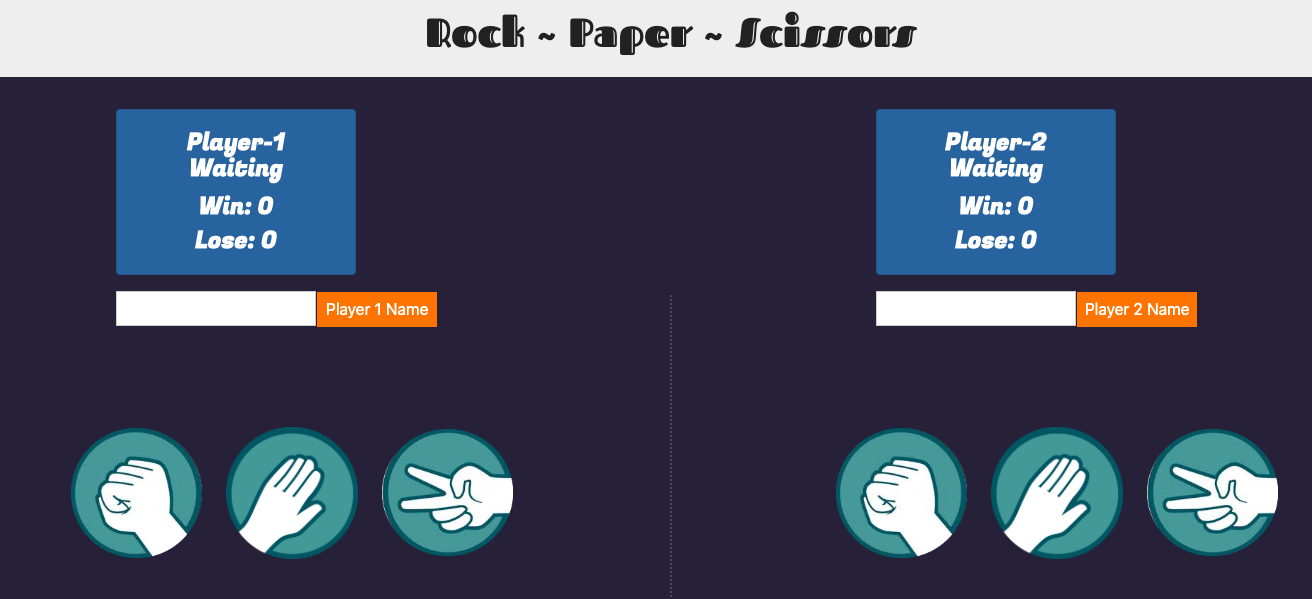 Rock ~ Paper ~ Scissors
Player-1
Waiting
Win: 0
Lose: 0
Player 1 Name
Player-2
Waiting
Win: 0
Lose: 0
Player 2 Name